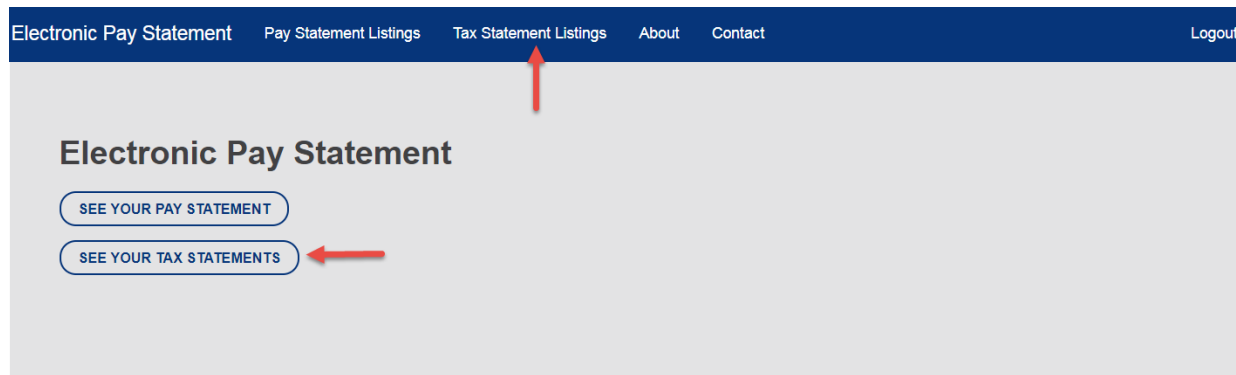 Electronic Pay Statement Pay Statement Listings Tax Statement Listings About Contact Logout
Electronic Pay Statement
SEE YOUR PAY STATEMENT
SEE YOUR TAX STATEMENTS